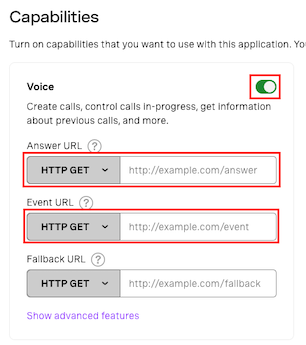 Capabilities
Turn on capabilities that you want to use with this application.
Voice
Create calls, control calls in-progress, get information
about previous calls, and more.
Answer URL ?
HTTP GET http://example.com/answer
Event URL ?
HTTP GET http://example.com/event
Fallback URL ?
HTTP GET http://example.com/fallback
Show advanced features